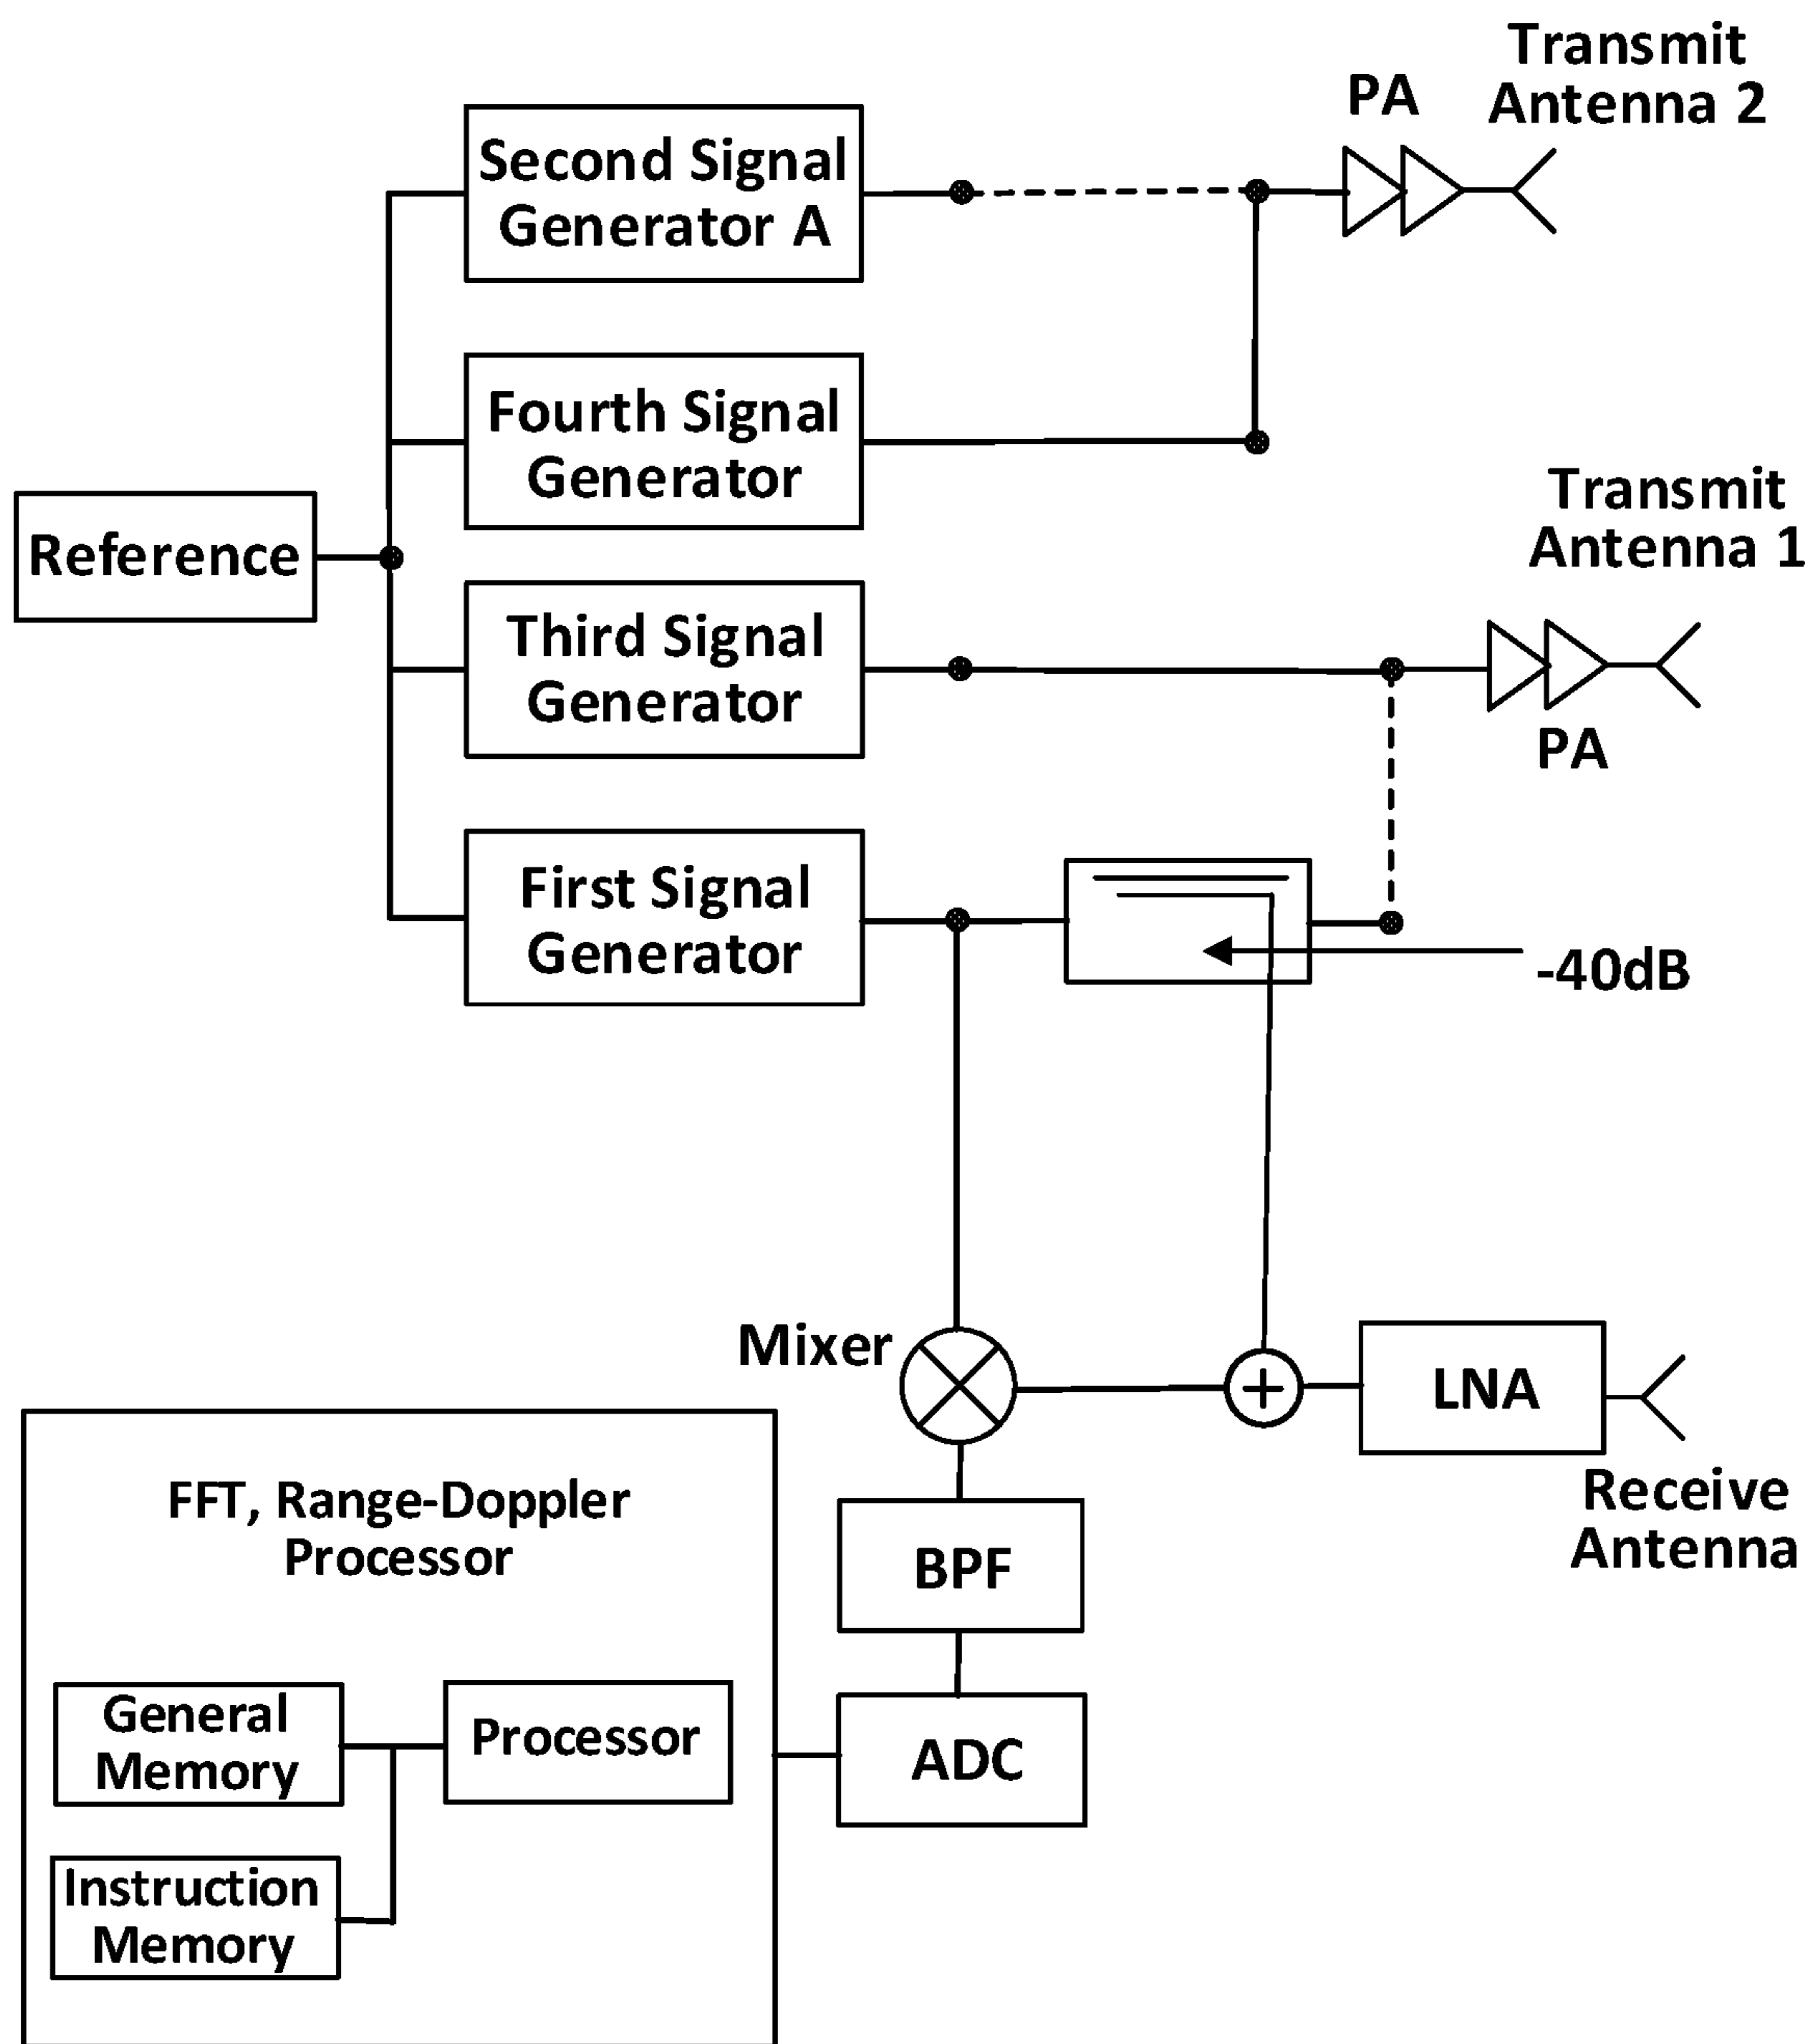 Transmit
Antenna 2
PA
Second Signal
Generator A
Fourth Signal
Generator
Transmit
Antenna 1
Reference
Third Signal
Generator
PA
First Signal
Generator
-40dB
Mixer
LNA
Receive
Antenna
FFT, Range-Doppler
Processor
BPF
General
Memory
Processor
ADC
Instruction
Memory